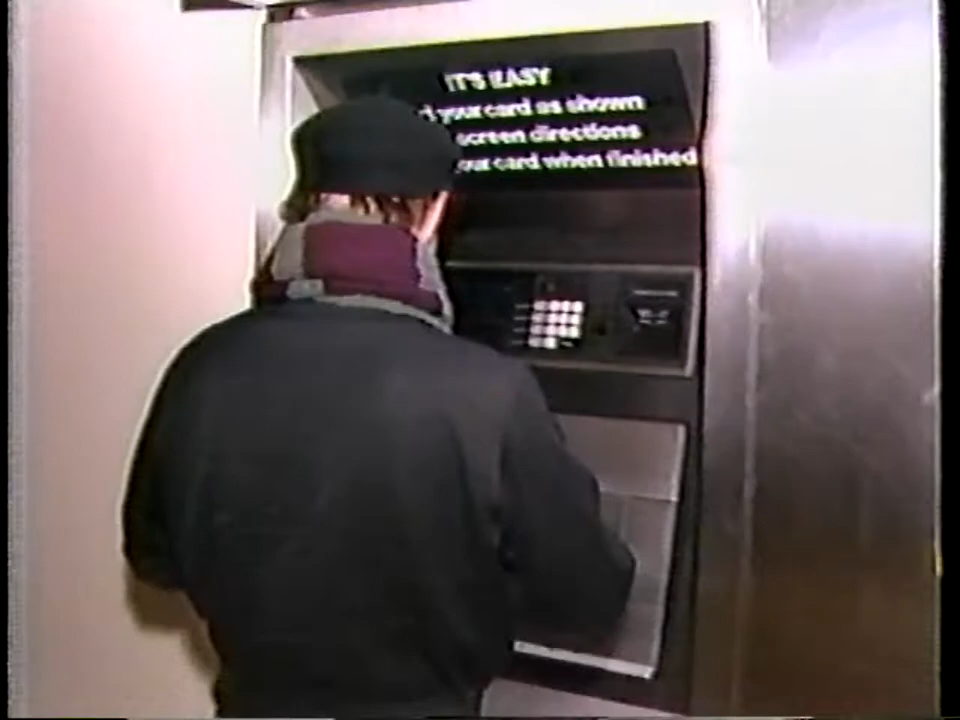 IT'S EASY
your card as shown
screen directions
your card when finished